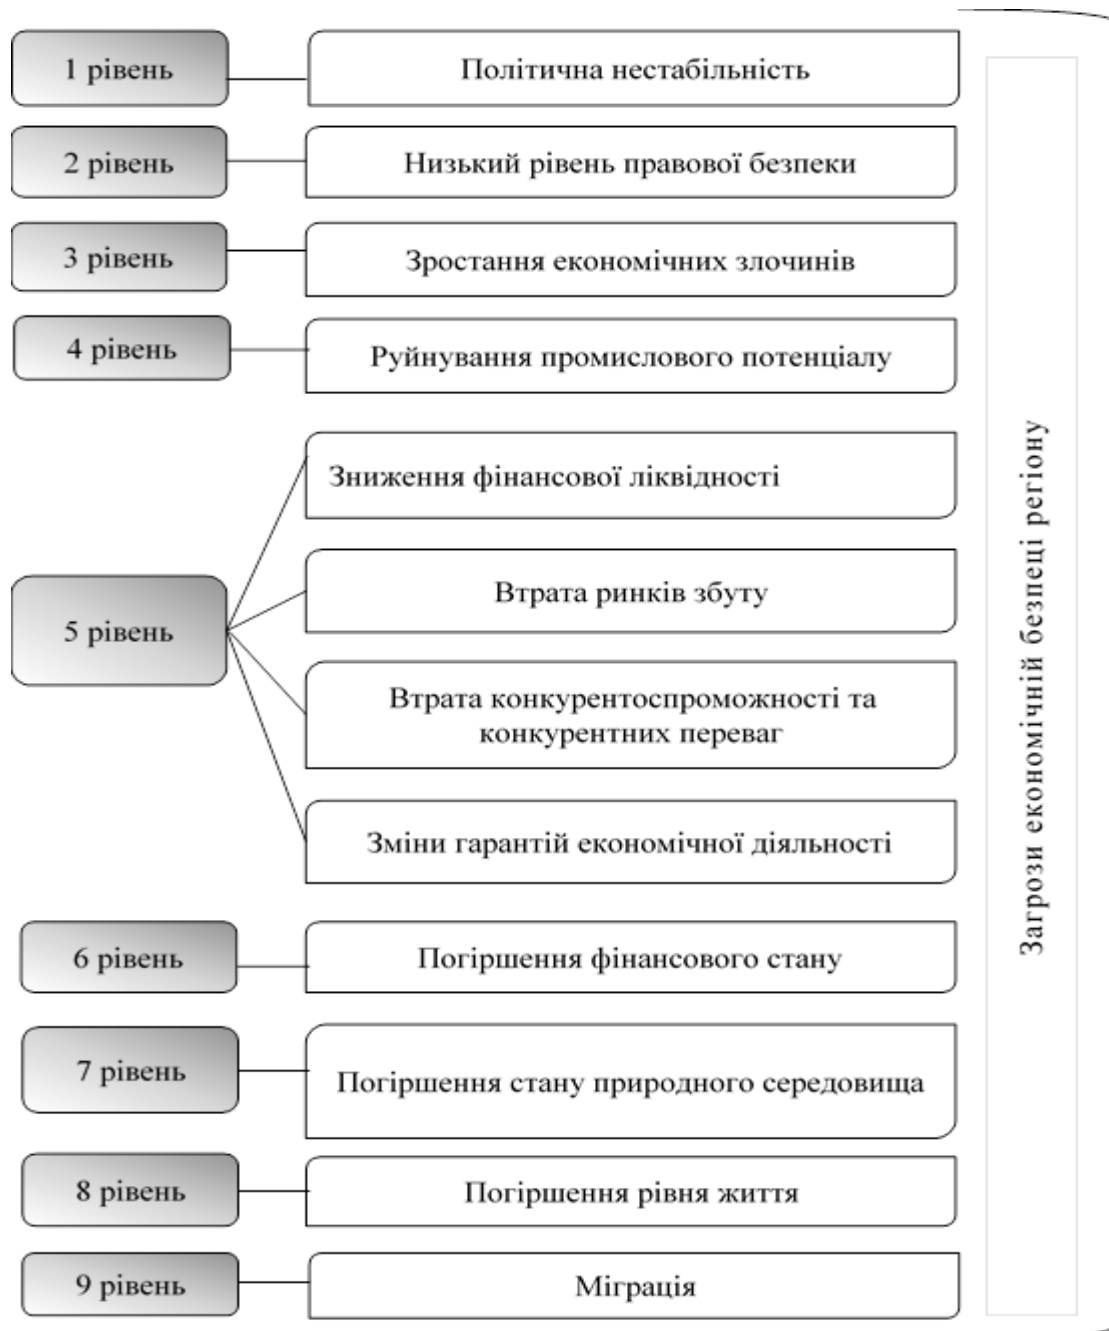 1 рівень
Політична нестабільність
2 рівень
Низький рівень правової безпеки
3 рівень
Зростання економічних злочинів
4 рівень
Руйнування промислового потенціалу
5 рівень
Зниження фінансової ліквідності
Втрата ринків збуту
Втрата конкурентоспроможності та
конкурентних переваг
Зміни гарантій економічної діяльності
6 рівень
Погіршення фінансового стану
7 рівень
Погіршення стану природного середовища
8 рівень
Погіршення рівня життя
9 рівень
Міграція
Загрози економічній безпеці регіону